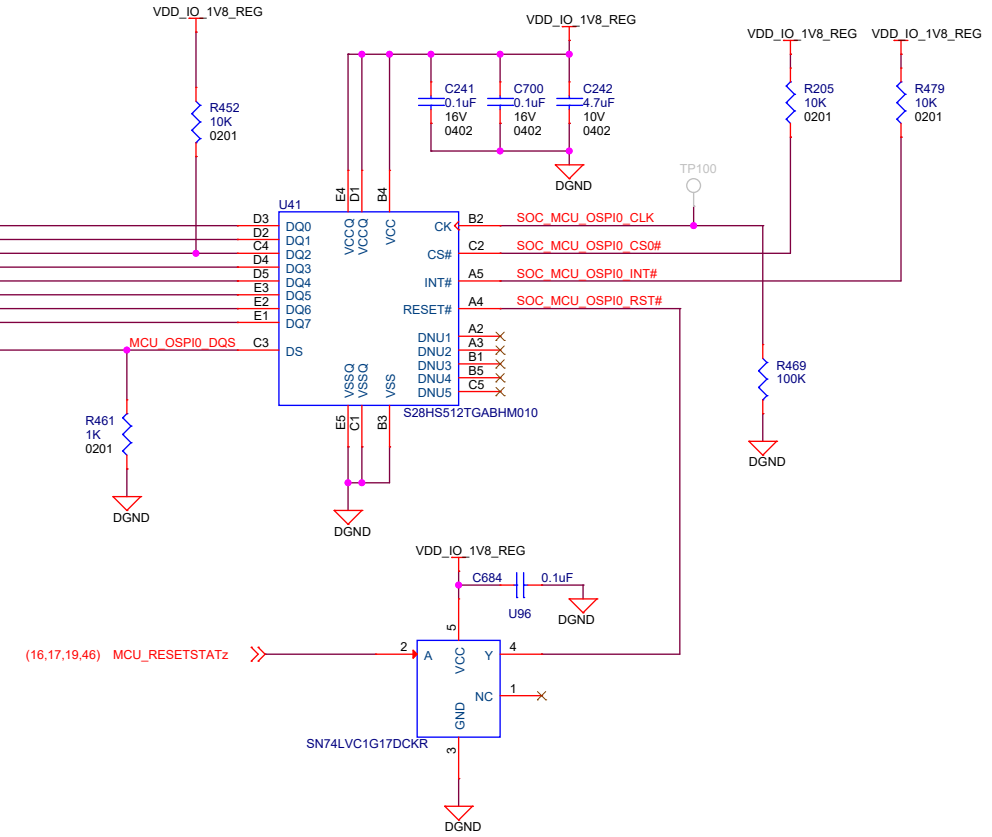 VDD_IO_1V8_REG
VDD_IO_1V8_REG
VDD_IO_1V8_REG
VDD_IO_1V8_REG
R452
10K
0201
C241
0.1uF
16V
0402
C700
0.1uF
16V
0402
C242
4.7uF
10V
0402
R205
10K
0201
R479
10K
0201
DGND
TP100
U41
E4
D1
B4
VCCQ
VCCQ
VCC
D3
DQ0
D2
DQ1
C4
DQ2
D4
DQ3
D5
DQ4
E3
DQ5
E2
DQ6
E1
DQ7
MCU_OSPI0_DQS
C3
DS
CK
B2
SOC_MCU_OSPI0_CLK
CS#
C2
SOC_MCU_OSPI0_CS0#
INT#
A5
SOC_MCU_OSPI0_INT#
RESET#
A4
SOC_MCU_OSPI0_RST#
DNU1
A2
DNU2
A3
DNU3
B1
DNU4
B5
DNU5
C5
VSSQ
VSSQ
VSS
E5
C1
B3
S28HS512TGABHM010
R461
1K
0201
DGND
DGND
R469
100K
DGND
VDD_IO_1V8_REG
C684
0.1uF
U96
DGND
5
(16,17,19,46) MCU_RESETSTATz
2
A
VCC
Y
4
NC
1
GND
SN74LVC1G17DCKR
3
DGND